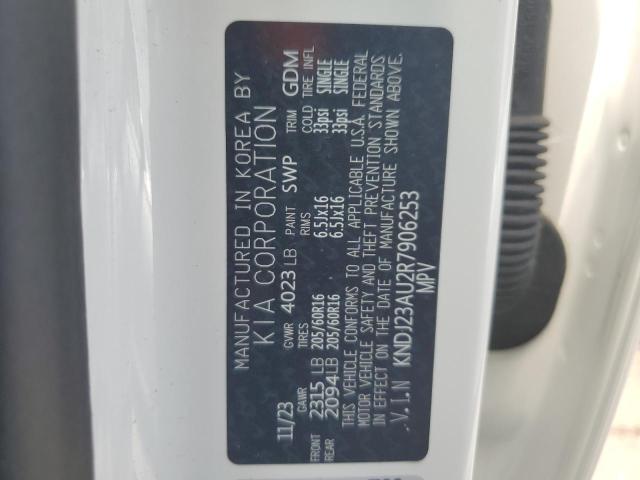 MANUFACTURED IN KOREA BY
KIA CORPORATION
11/23 GVWR 4023 LB PAINT SWP TRIM GDM
GAWR TIRES RIMS COLD TIRE INFL
FRONT 2315 LB 205/60R16 6.5Jx16 33psi SINGLE
REAR 2094 LB 205/60R16 6.5Jx16 33psi SINGLE
THIS VEHICLE CONFORMS TO ALL APPLICABLE U.S.A. FEDERAL
MOTOR VEHICLE SAFETY AND THEFT PREVENTION STANDARDS
IN EFFECT ON THE DATE OF MANUFACTURE SHOWN ABOVE.
V.I.N KNDJ23AU2R7906253
MPV